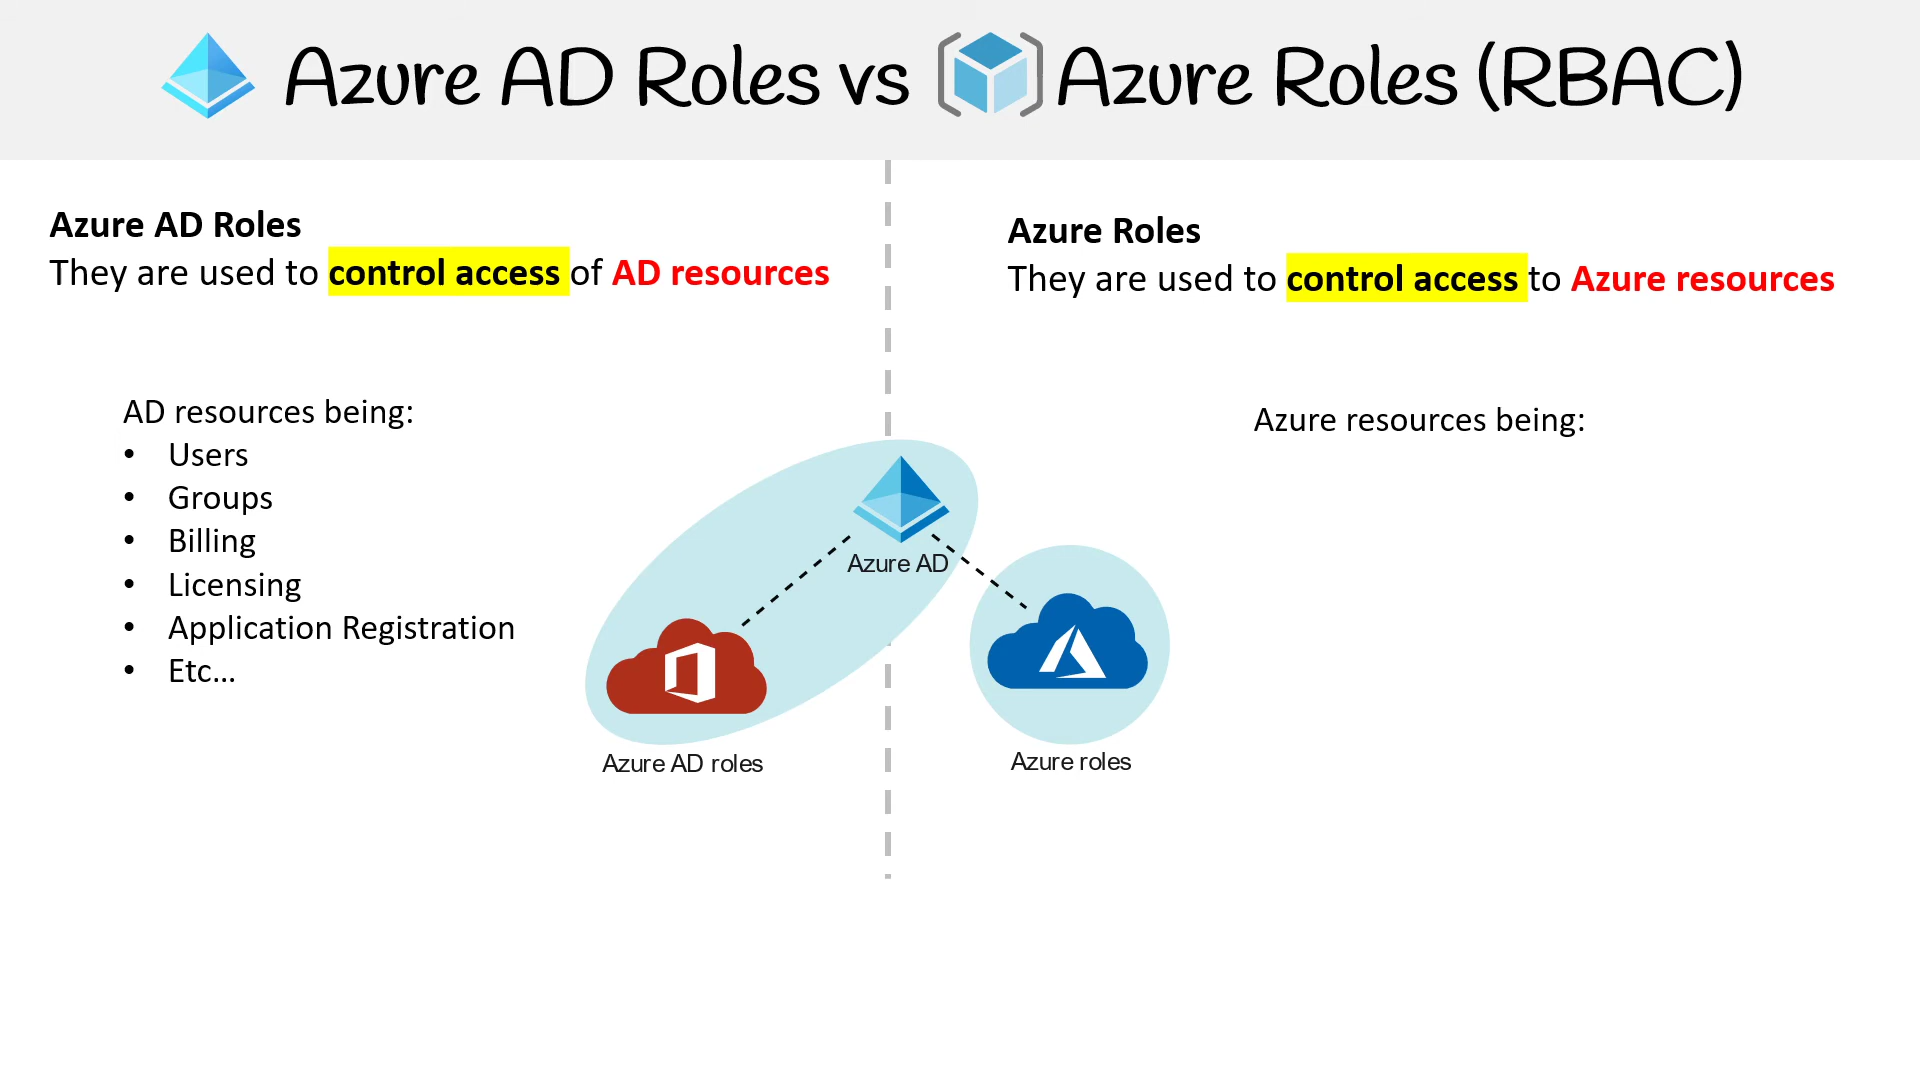 Azure AD Roles vs Azure Roles (RBAC)
Azure AD Roles
They are used to control access of AD resources
AD resources being:
• Users
• Groups
• Billing
• Licensing
• Application Registration
• Etc...
Azure Roles
They are used to control access to Azure resources
Azure resources being:
Azure AD
Azure AD roles
Azure roles